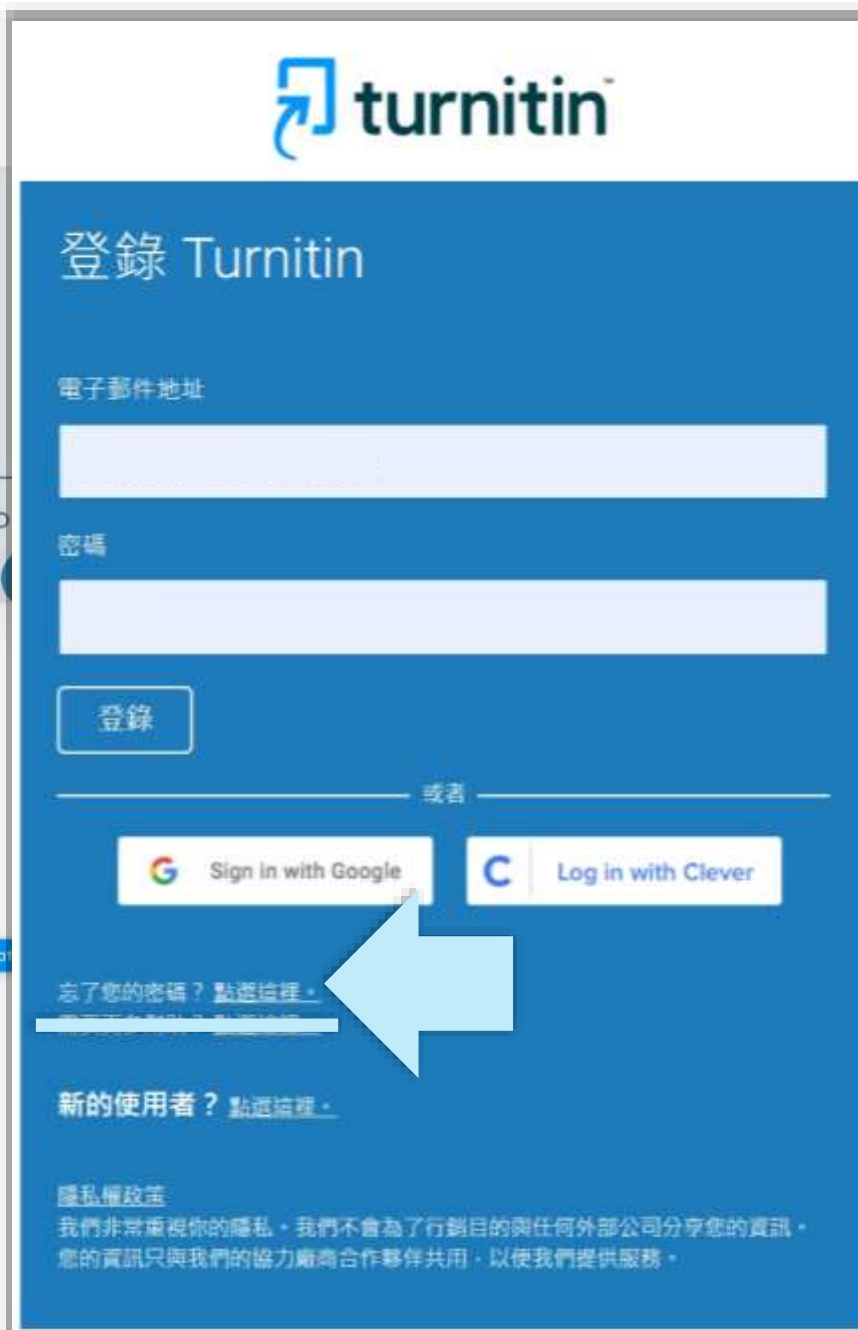 turnitin
登錄 Turnitin
電子郵件地址
密碼
登錄
或者
Sign in with Google
Log in with Clever
忘了您的密碼？ 點選這裡。
新的使用者？ 點選這裡。
隱私權政策
我們非常重視你的隱私。我們不會為了行銷目的與任何外部公司分享您的資訊。
您的資訊只與我們的協力廠商合作夥伴共用，以便我們提供服務。